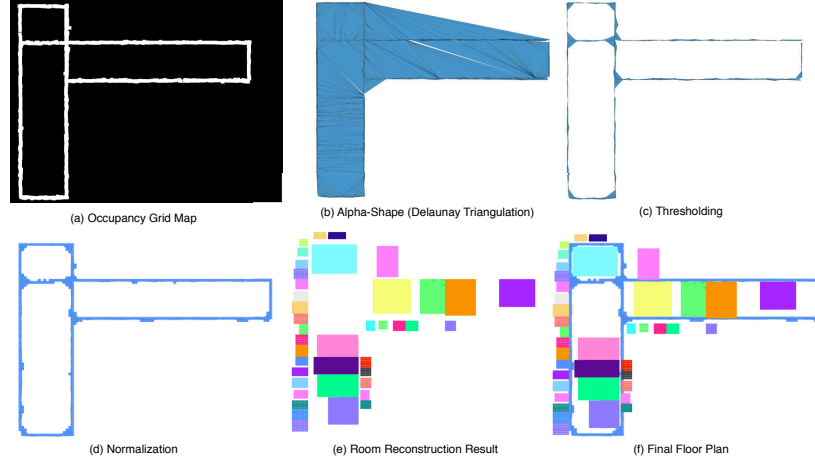 (a) Occupancy Grid Map
(b) Alpha-Shape (Delaunay Triangulation)
(c) Thresholding
(d) Normalization
(e) Room Reconstruction Result
(f) Final Floor Plan